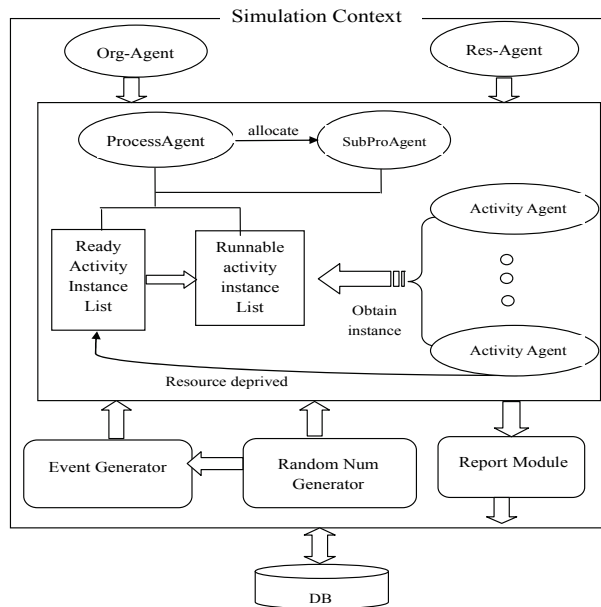 Simulation Context
Org-Agent
Res-Agent
ProcessAgent
allocate
SubProAgent
Activity Agent
Ready
Activity
Instance
List
Runnable
activity
instance
List
Obtain
instance
Activity Agent
Resource deprived
Event Generator
Random Num
Generator
Report Module
DB